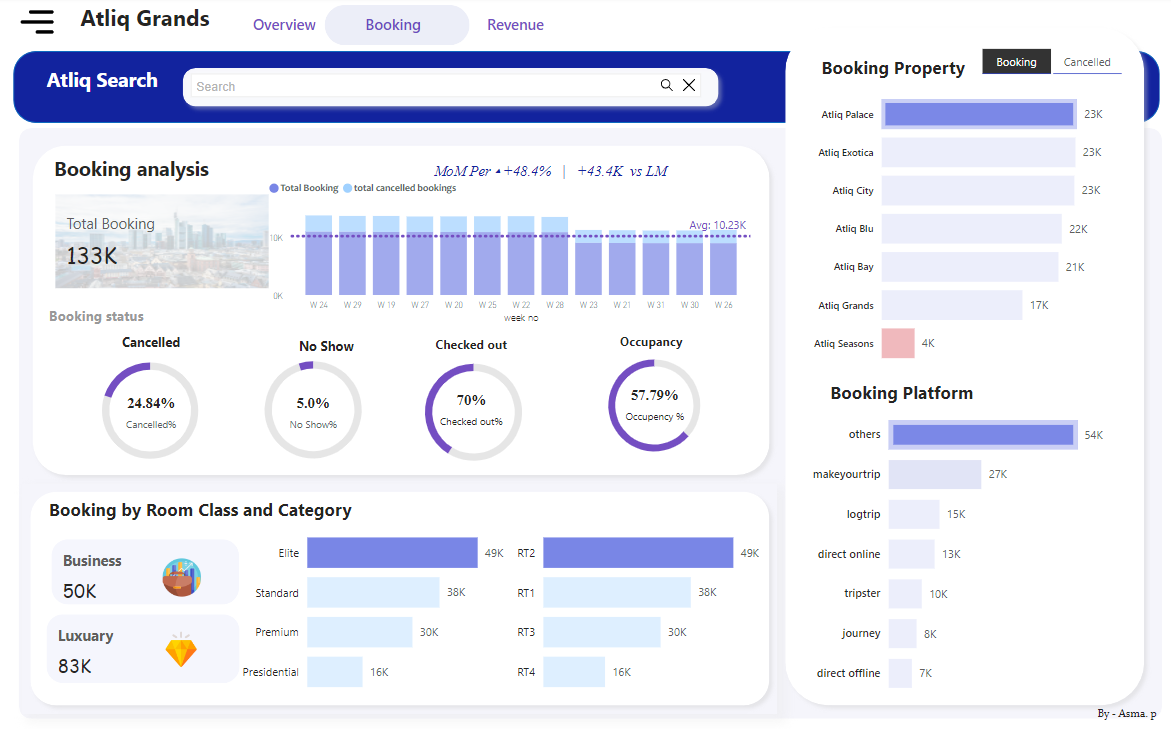 Atliq Grands
Overview Booking Revenue
Atliq Search
Search
Booking analysis
MoM Per ▲ +48.4% | +43.4K vs LM
Total Booking total cancelled bookings
Total Booking
133K
Avg: 10.23K
10K
0K
W 24 W 29 W 19 W 27 W 20 W 25 W 22 W 28 W 23 W 21 W 31 W 30 W 26
week no
Booking status
Cancelled
24.84%
Cancelled%
No Show
5.0%
No Show%
Checked out
70%
Checked out%
Occupancy
57.79%
Occupancy %
Booking by Room Class and Category
Business
50K
Luxuary
83K
Elite 49K
Standard 38K
Premium 30K
Presidential 16K
RT2 49K
RT1 38K
RT3 30K
RT4 16K
Booking Property
Booking Cancelled
Atliq Palace 23K
Atliq Exotica 23K
Atliq City 23K
Atliq Blu 22K
Atliq Bay 21K
Atliq Grands 17K
Atliq Seasons 4K
Booking Platform
others 54K
makeyourtrip 27K
logtrip 15K
direct online 13K
tripster 10K
journey 8K
direct offline 7K
By - Asma. p